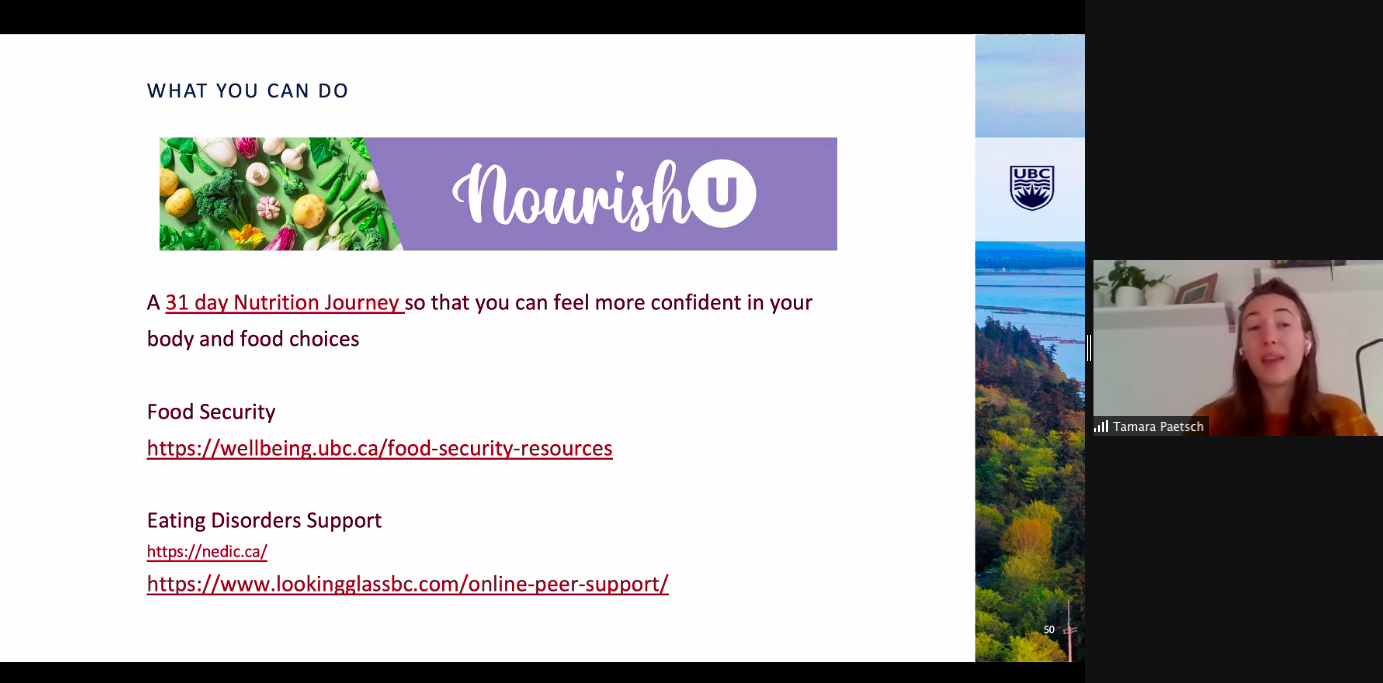 WHAT YOU CAN DO
Nourish U
UBC
A 31 day Nutrition Journey so that you can feel more confident in your
body and food choices
Food Security
https://wellbeing.ubc.ca/food-security-resources
Eating Disorders Support
https://nedic.ca/
https://www.lookingglassbc.com/online-peer-support/
50
Tamara Paetsch